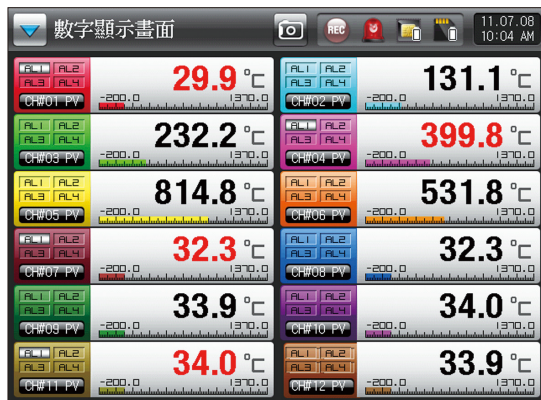 數字顯示畫面 REC 11.07.08
10:04 AM
AL1 AL2 AL3 AL4 CH#01 PV 29.9 °C -200.0 1370.0
AL1 AL2 AL3 AL4 CH#02 PV 131.1 °C -200.0 1370.0
AL1 AL2 AL3 AL4 CH#03 PV 232.2 °C -200.0 1370.0
AL1 AL2 AL3 AL4 CH#04 PV 399.8 °C -200.0 1370.0
AL1 AL2 AL3 AL4 CH#05 PV 814.8 °C -200.0 1370.0
AL1 AL2 AL3 AL4 CH#06 PV 531.8 °C -200.0 1370.0
AL1 AL2 AL3 AL4 CH#07 PV 32.3 °C -200.0 1370.0
AL1 AL2 AL3 AL4 CH#08 PV 32.3 °C -200.0 1370.0
AL1 AL2 AL3 AL4 CH#09 PV 33.9 °C -200.0 1370.0
AL1 AL2 AL3 AL4 CH#10 PV 34.0 °C -200.0 1370.0
AL1 AL2 AL3 AL4 CH#11 PV 34.0 °C -200.0 1370.0
AL1 AL2 AL3 AL4 CH#12 PV 33.9 °C -200.0 1370.0